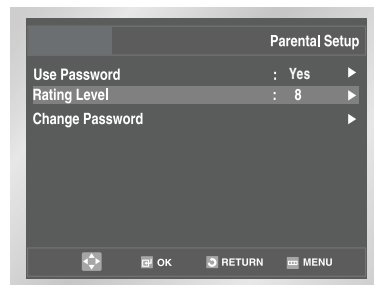 Parental Setup
Use Password : Yes
Rating Level : 8
Change Password
OK RETURN MENU